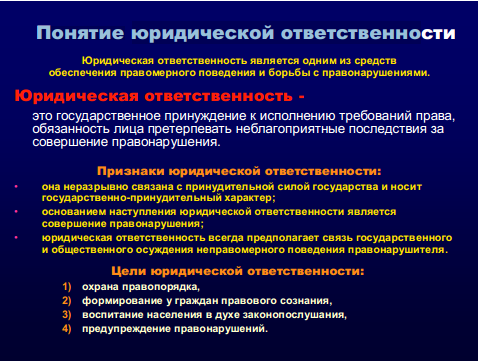 Понятие юридической ответственности
Юридическая ответственность является одним из средств
обеспечения правомерного поведения и борьбы с правонарушениями.
Юридическая ответственность -
это государственное принуждение к исполнению требований права,
обязанность лица претерпевать неблагоприятные последствия за
совершение правонарушения.
Признаки юридической ответственности:
• она неразрывно связана с принудительной силой государства и носит
государственно-принудительный характер;
• основанием наступления юридической ответственности является
совершение правонарушения;
• юридическая ответственность всегда предполагает связь государственного
и общественного осуждения неправомерного поведения правонарушителя.
Цели юридической ответственности:
1) охрана правопорядка,
2) формирование у граждан правового сознания,
3) воспитание населения в духе законопослушания,
4) предупреждение правонарушений.